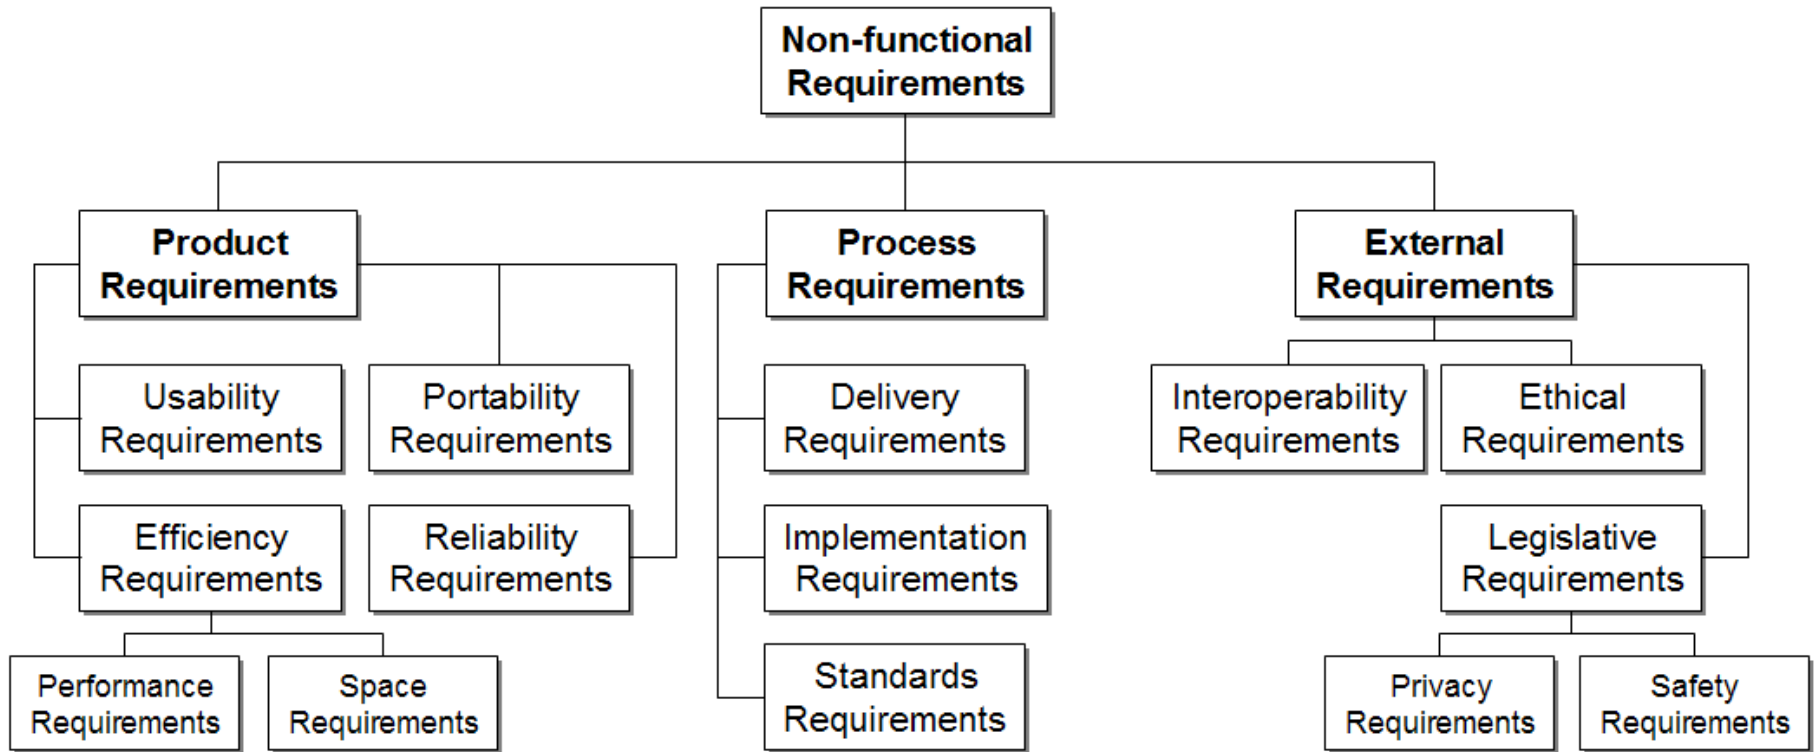 Non-functional
Requirements
Product
Requirements
Process
Requirements
External
Requirements
Usability
Requirements
Portability
Requirements
Delivery
Requirements
Interoperability
Requirements
Ethical
Requirements
Efficiency
Requirements
Reliability
Requirements
Implementation
Requirements
Legislative
Requirements
Performance
Requirements
Space
Requirements
Standards
Requirements
Privacy
Requirements
Safety
Requirements